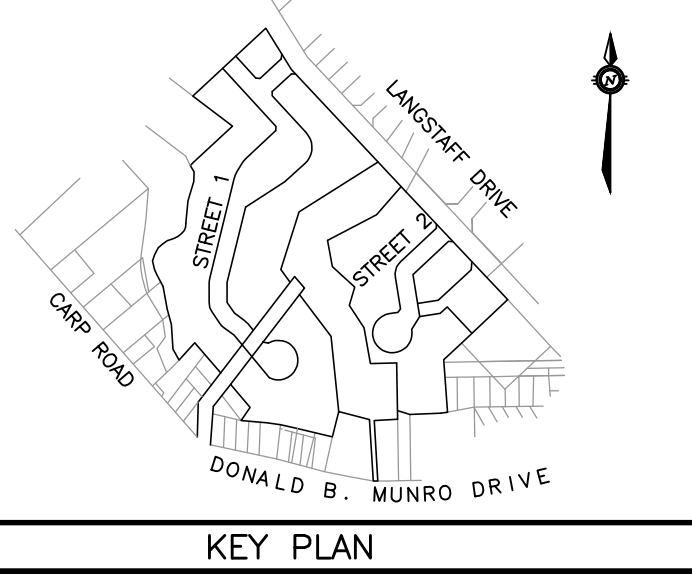 LANGSTAFF DRIVE
N
STREET 1
STREET 2
CARP ROAD
DONALD B. MUNRO DRIVE
KEY PLAN